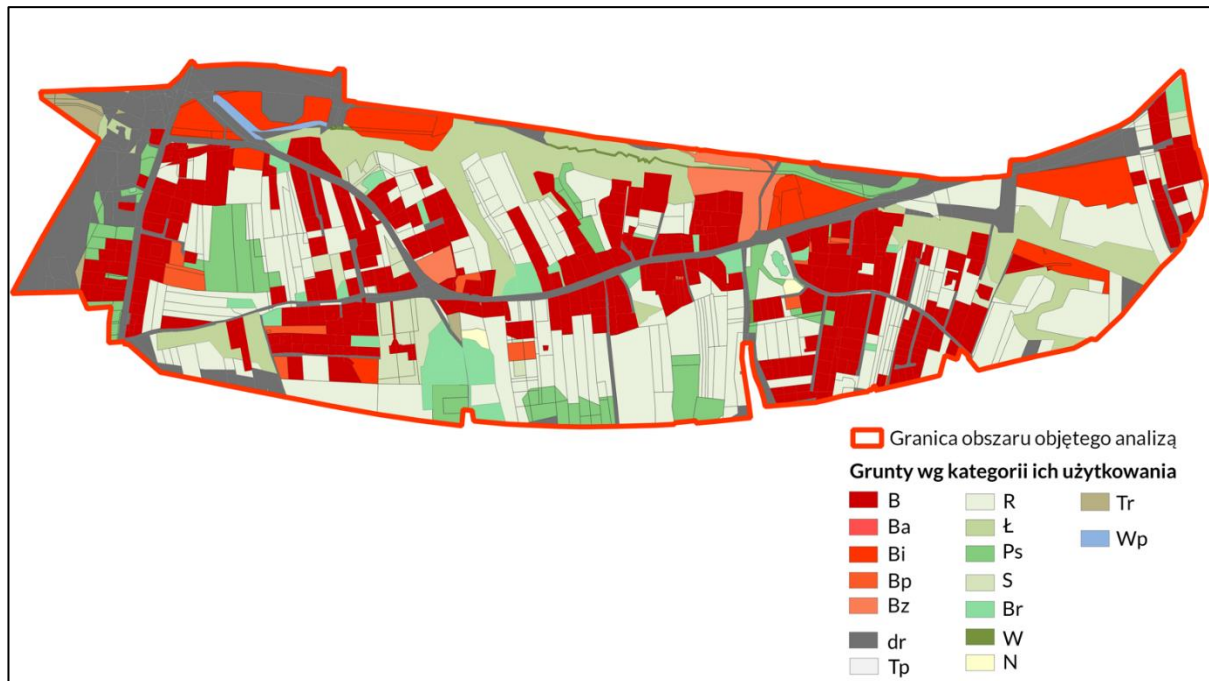 Granica obszaru objętego analizą
Grunty wg kategorii ich użytkowania
B
Ba
Bi
Bp
Bz
dr
Tp
R
Ł
Ps
S
Br
W
N
Tr
Wp